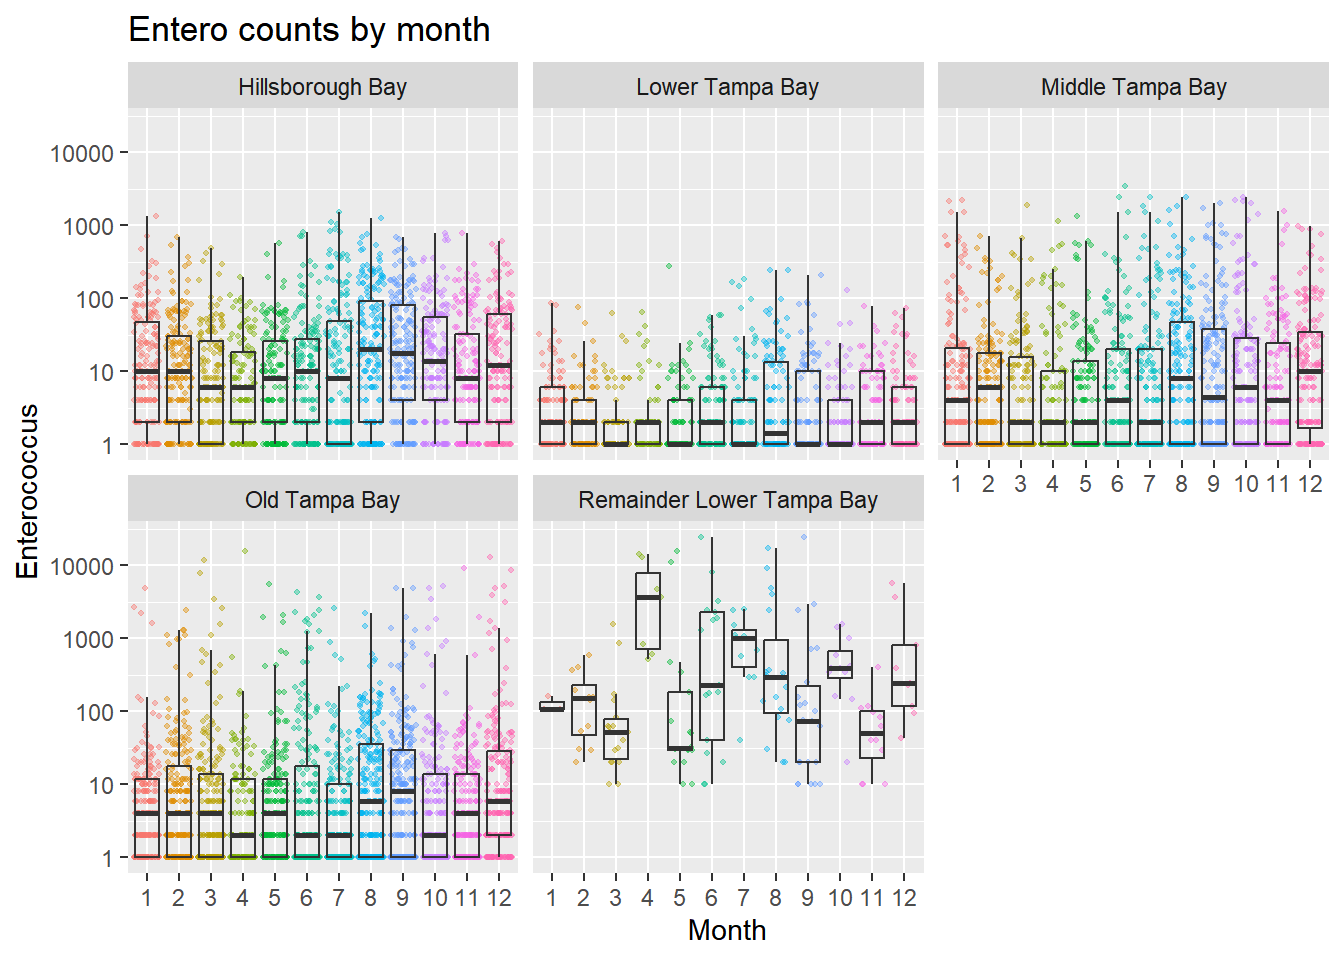 Entero counts by month
Hillsborough Bay
Lower Tampa Bay
Middle Tampa Bay
10000
1000
100
10
1
1 2 3 4 5 6 7 8 9 10 11 12
Enterococcus
Old Tampa Bay
Remainder Lower Tampa Bay
10000
1000
100
10
1
1 2 3 4 5 6 7 8 9 10 11 12
1 2 3 4 5 6 7 8 9 10 11 12
Month